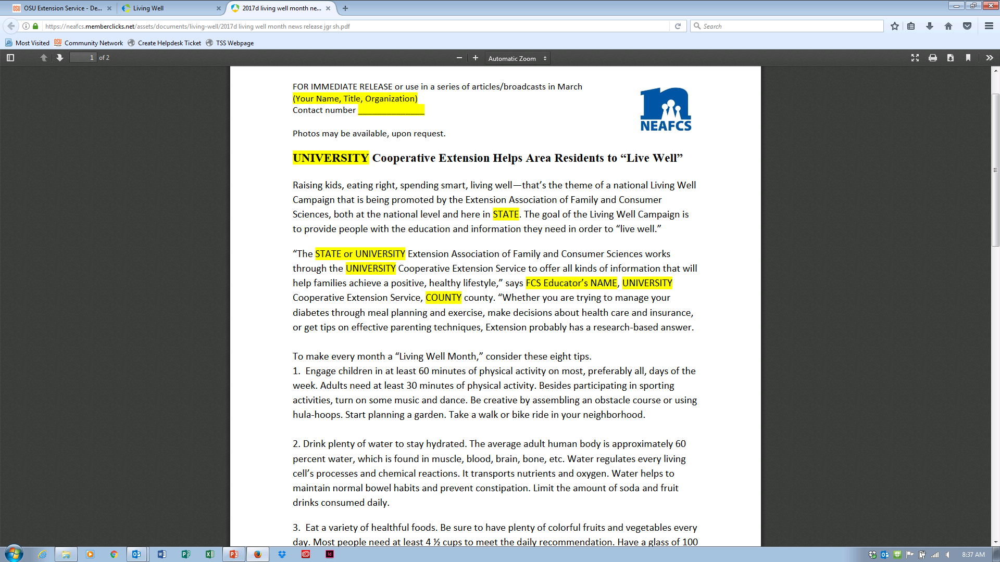 OSU Extension Service - De...
Living Well
2017d living well month ne...
https://neafcs.memberclicks.net/assets/documents/living-well/2017d living well month news release jgr sh.pdf
Search
Most Visited
OSU Community Network
Create Helpdesk Ticket
TSS Webpage
1 of 2
Automatic Zoom
FOR IMMEDIATE RELEASE or use in a series of articles/broadcasts in March
(Your Name, Title, Organization)
Contact number _______________
NEAFCS
Photos may be available, upon request.
UNIVERSITY Cooperative Extension Helps Area Residents to “Live Well”
Raising kids, eating right, spending smart, living well—that’s the theme of a national Living Well
Campaign that is being promoted by the Extension Association of Family and Consumer
Sciences, both at the national level and here in STATE. The goal of the Living Well Campaign is
to provide people with the education and information they need in order to “live well.”
“The STATE or UNIVERSITY Extension Association of Family and Consumer Sciences works
through the UNIVERSITY Cooperative Extension Service to offer all kinds of information that will
help families achieve a positive, healthy lifestyle,” says FCS Educator’s NAME, UNIVERSITY
Cooperative Extension Service, COUNTY county. “Whether you are trying to manage your
diabetes through meal planning and exercise, make decisions about health care and insurance,
or get tips on effective parenting techniques, Extension probably has a research-based answer.
To make every month a “Living Well Month,” consider these eight tips.
1.  Engage children in at least 60 minutes of physical activity on most, preferably all, days of the
week. Adults need at least 30 minutes of physical activity. Besides participating in sporting
activities, turn on some music and dance. Be creative by assembling an obstacle course or using
hula-hoops. Start planning a garden. Take a walk or bike ride in your neighborhood.
2. Drink plenty of water to stay hydrated. The average adult human body is approximately 60
percent water, which is found in muscle, blood, brain, bone, etc. Water regulates every living
cell’s processes and chemical reactions. It transports nutrients and oxygen. Water helps to
maintain normal bowel habits and prevent constipation. Limit the amount of soda and fruit
drinks consumed daily.
3.  Eat a variety of healthful foods. Be sure to have plenty of colorful fruits and vegetables every
day. Most people need at least 4 ½ cups to meet the daily recommendation. Have a glass of 100
8:37 AM